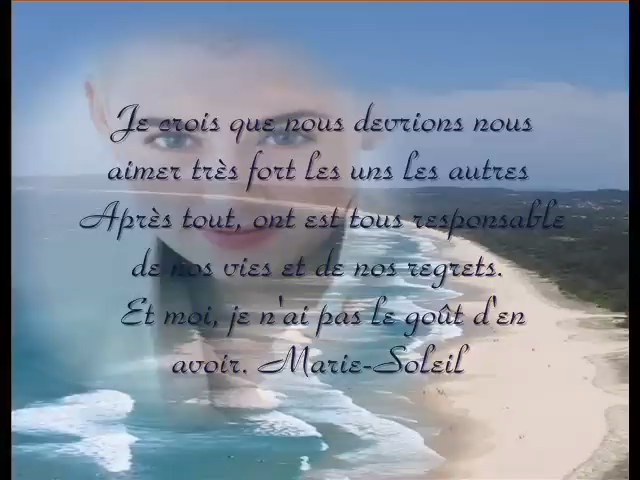 Je crois que nous devrions nous
aimer très fort les uns les autres
Après tout, ont est tous responsable
de nos vies et de nos regrets.
Et moi, je n'ai pas le goût d'en
avoir. Marie-Soleil